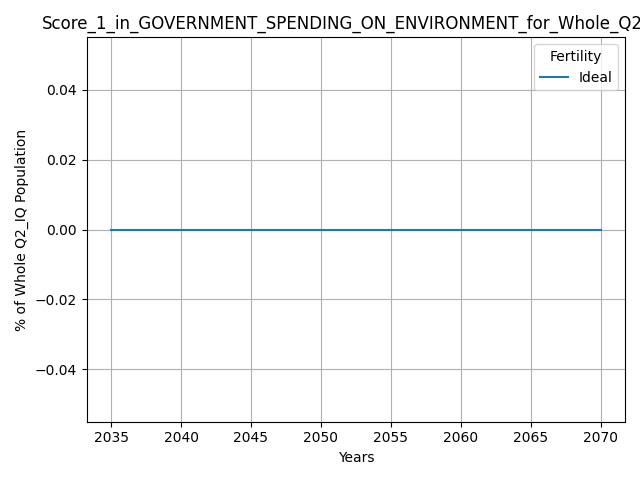 Score_1_in_GOVERNMENT_SPENDING_ON_ENVIRONMENT_for_Whole_Q2
Fertility
Ideal
0.04
0.02
0.00
−0.02
−0.04
% of Whole Q2_IQ Population
2035 2040 2045 2050 2055 2060 2065 2070
Years